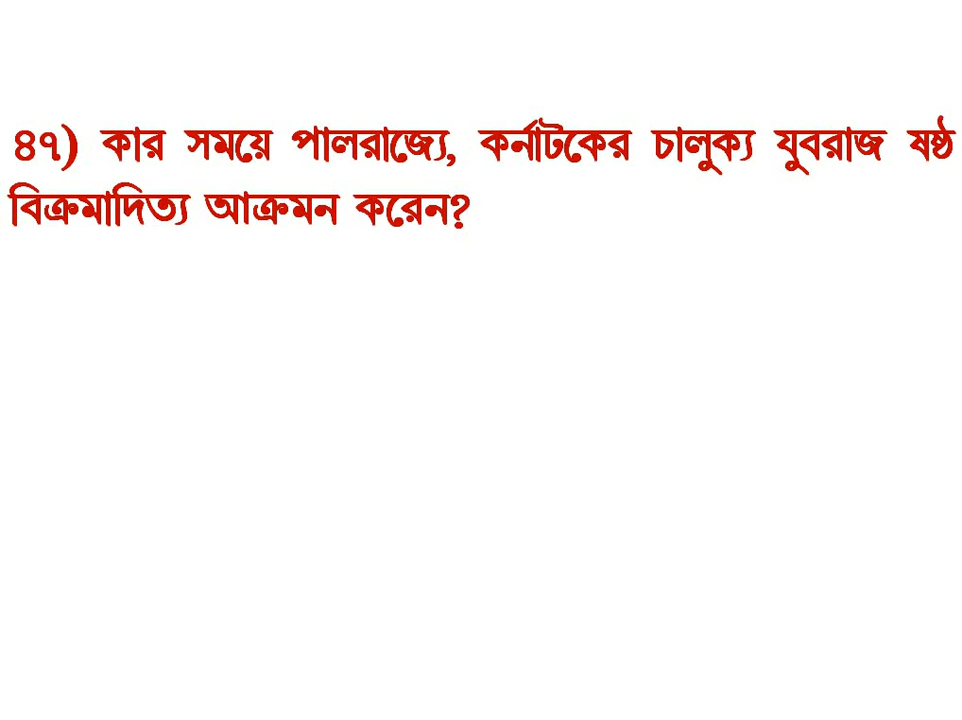 ৪৭) কার সময়ে পালরাজ্যে, কর্নাটকের চালুক্য যুবরাজ ষষ্ঠ
বিক্রমাদিত্য আক্রমন করেন?